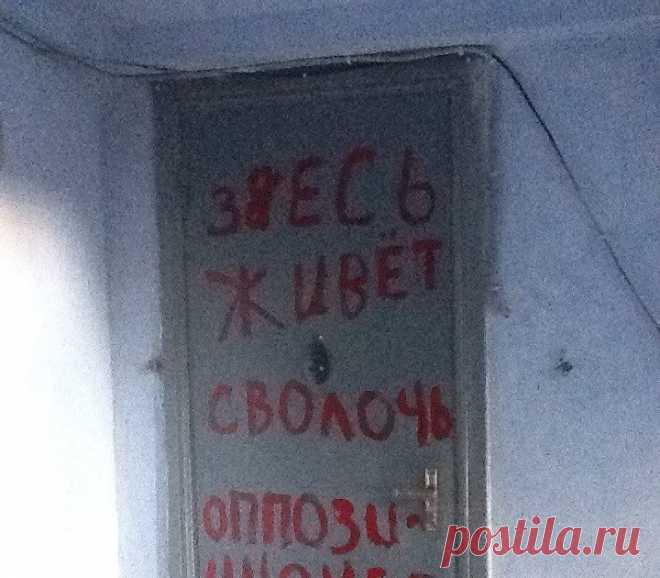 ЗДЕСЬ
ЖИВЁТ
СВОЛОЧЬ
ОППОЗИ-
postila.ru